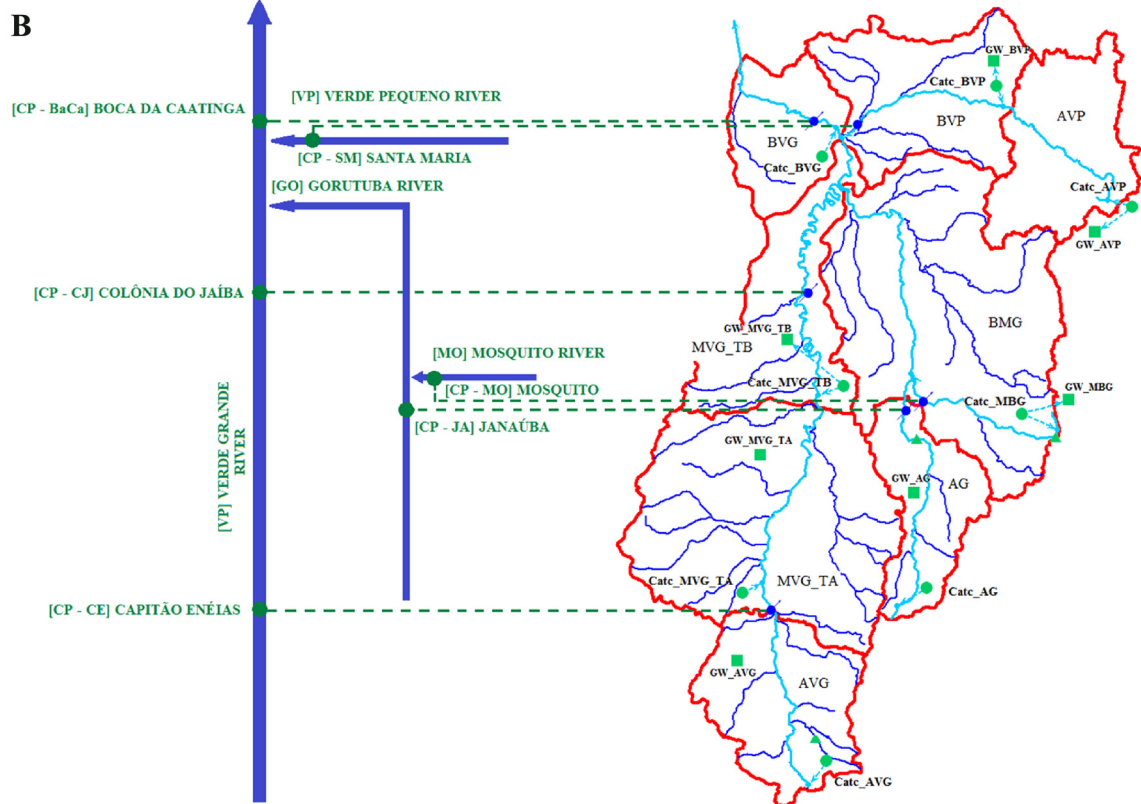 B
[CP - BaCa] BOCA DA CAATINGA
[VP] VERDE PEQUENO RIVER
[CP - SM] SANTA MARIA
[GO] GORUTUBA RIVER
[CP - CJ] COLÔNIA DO JAÍBA
[MO] MOSQUITO RIVER
[CP - MO] MOSQUITO
[CP - JA] JANAÚBA
[VP] VERDE GRANDE
RIVER
[CP - CE] CAPITÃO ENÉIAS
GW_BVP
Catc_BVP
BVP
AVP
BVG
Catc_BVG
Catc_AVP
GW_AVP
BMG
GW_MVG_TB
MVG_TB
Catc_MVG_TB
GW_MBG
Catc_MBG
GW_MVG_TA
GW_AG
AG
Catc_MVG_TA
MVG_TA
Catc_AG
GW_AVG
AVG
Catc_AVG